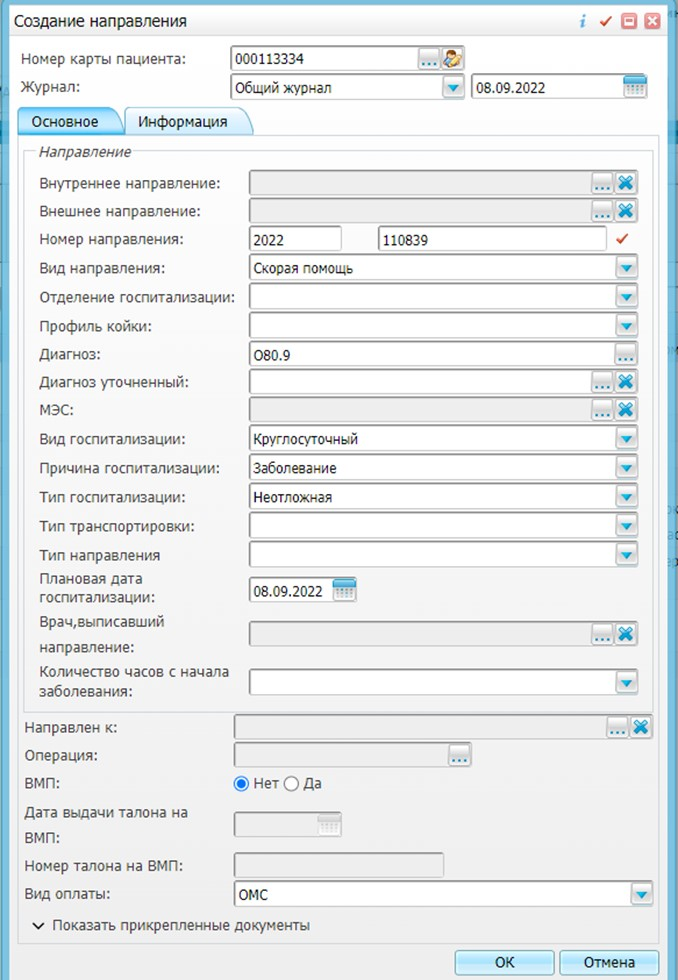 Создание направления
Номер карты пациента: 000113334
Журнал: Общий журнал 08.09.2022
Основное Информация
Направление
Внутреннее направление:
Внешнее направление:
Номер направления: 2022 110839
Вид направления: Скорая помощь
Отделение госпитализации:
Профиль койки:
Диагноз: O80.9
Диагноз уточненный:
МЭС:
Вид госпитализации: Круглосуточный
Причина госпитализации: Заболевание
Тип госпитализации: Неотложная
Тип транспортировки:
Тип направления
Плановая дата
госпитализации: 08.09.2022
Врач,выписавший
направление:
Количество часов с начала
заболевания:
Направлен к:
Операция:
ВМП: Нет Да
Дата выдачи талона на
ВМП:
Номер талона на ВМП:
Вид оплаты: ОМС
Показать прикрепленные документы
ОК Отмена